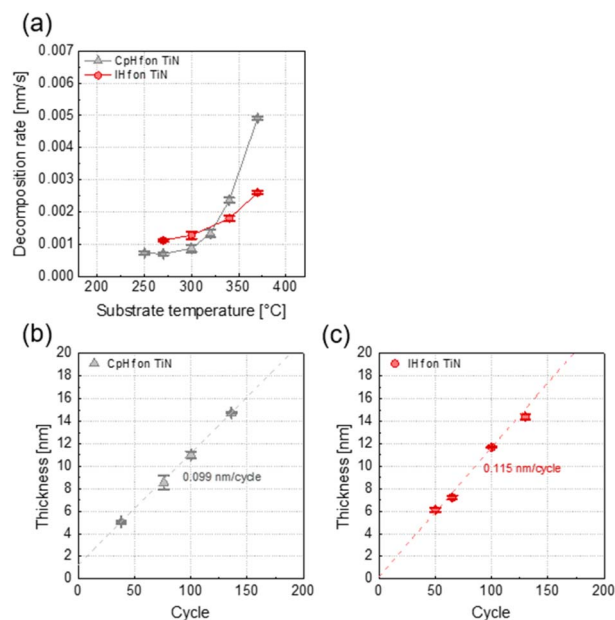 (a)
0.007
0.006
0.005
0.004
0.003
0.002
0.001
0.000
Decomposition rate [nm/s]
CpHf on TiN
IHf on TiN
200 250 300 350 400
Substrate temperature [°C]
(b)
20
18
16
14
12
10
8
6
4
2
0
Thickness [nm]
CpHf on TiN
0.099 nm/cycle
0 50 100 150 200
Cycle
(c)
20
18
16
14
12
10
8
6
4
2
0
Thickness [nm]
IHf on TiN
0.115 nm/cycle
0 50 100 150 200
Cycle